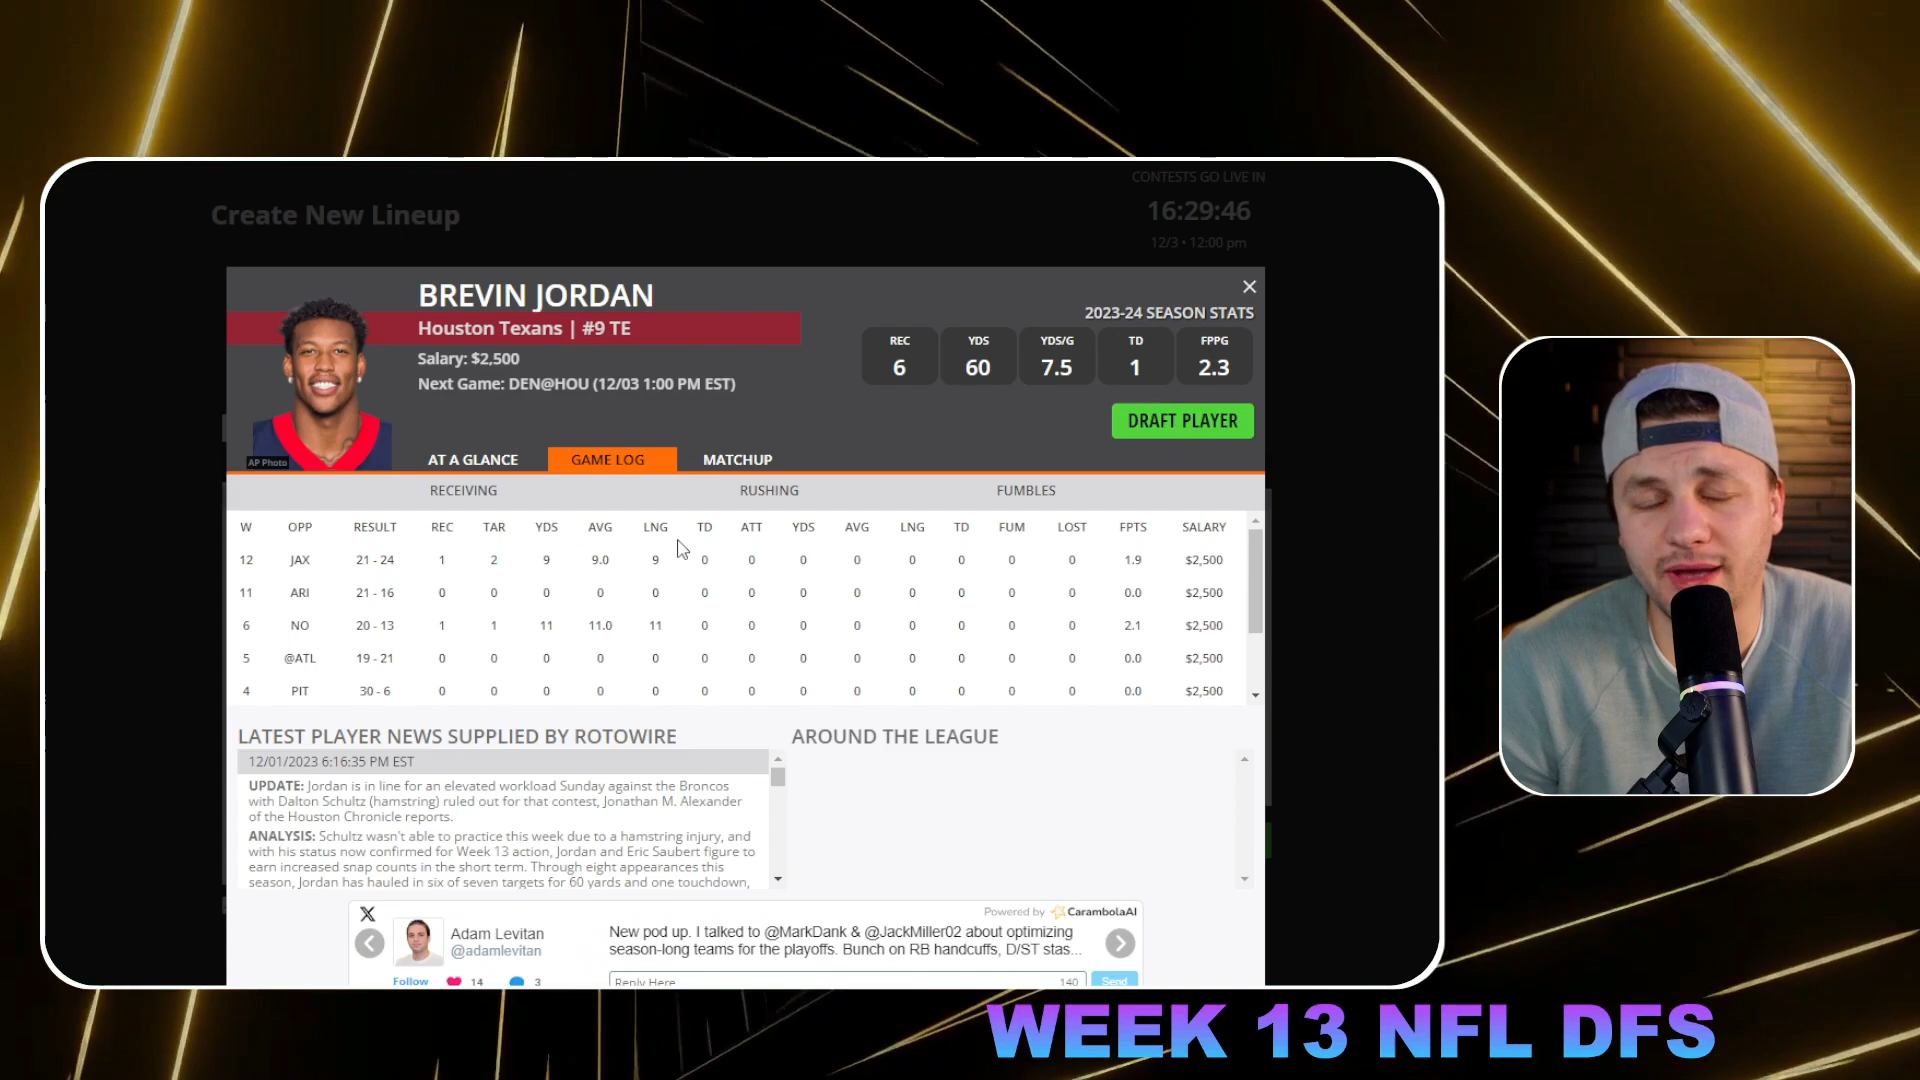 CONTESTS GO LIVE IN
Create New Lineup
16:29:46
12/3 • 12:00 pm
BREVIN JORDAN
Houston Texans | #9 TE
Salary: $2,500
Next Game: DEN@HOU (12/03 1:00 PM EST)
2023-24 SEASON STATS
REC YDS YDS/G TD FPPG
6 60 7.5 1 2.3
DRAFT PLAYER
AP Photo
AT A GLANCE GAME LOG MATCHUP
RECEIVING RUSHING FUMBLES
W OPP RESULT REC TAR YDS AVG LNG TD ATT YDS AVG LNG TD FUM LOST FPTS SALARY
12 JAX 21 - 24 1 2 9 9.0 9 0 0 0 0 0 0 0 0 1.9 $2,500
11 ARI 21 - 16 0 0 0 0 0 0 0 0 0 0 0 0 0 0.0 $2,500
6 NO 20 - 13 1 1 11 11.0 11 0 0 0 0 0 0 0 0 2.1 $2,500
5 @ATL 19 - 21 0 0 0 0 0 0 0 0 0 0 0 0 0 0.0 $2,500
4 PIT 30 - 6 0 0 0 0 0 0 0 0 0 0 0 0 0 0.0 $2,500
LATEST PLAYER NEWS SUPPLIED BY ROTOWIRE
12/01/2023 6:16:35 PM EST
UPDATE: Jordan is in line for an elevated workload Sunday against the Broncos
with Dalton Schultz (hamstring) ruled out for that contest, Jonathan M. Alexander
of the Houston Chronicle reports.
ANALYSIS: Schultz wasn't able to practice this week due to a hamstring injury, and
with his status now confirmed for Week 13 action, Jordan and Eric Saubert figure to
earn increased snap counts in the short term. Through eight appearances this
season, Jordan has hauled in six of seven targets for 60 yards and one touchdown,
AROUND THE LEAGUE
Powered by CarambolaAI
Adam Levitan
@adamlevitan
New pod up. I talked to @MarkDank & @JackMiller02 about optimizing
season-long teams for the playoffs. Bunch on RB handcuffs, D/ST stas...
Follow 14 3
Reply Here 140 Send
WEEK 13 NFL DFS